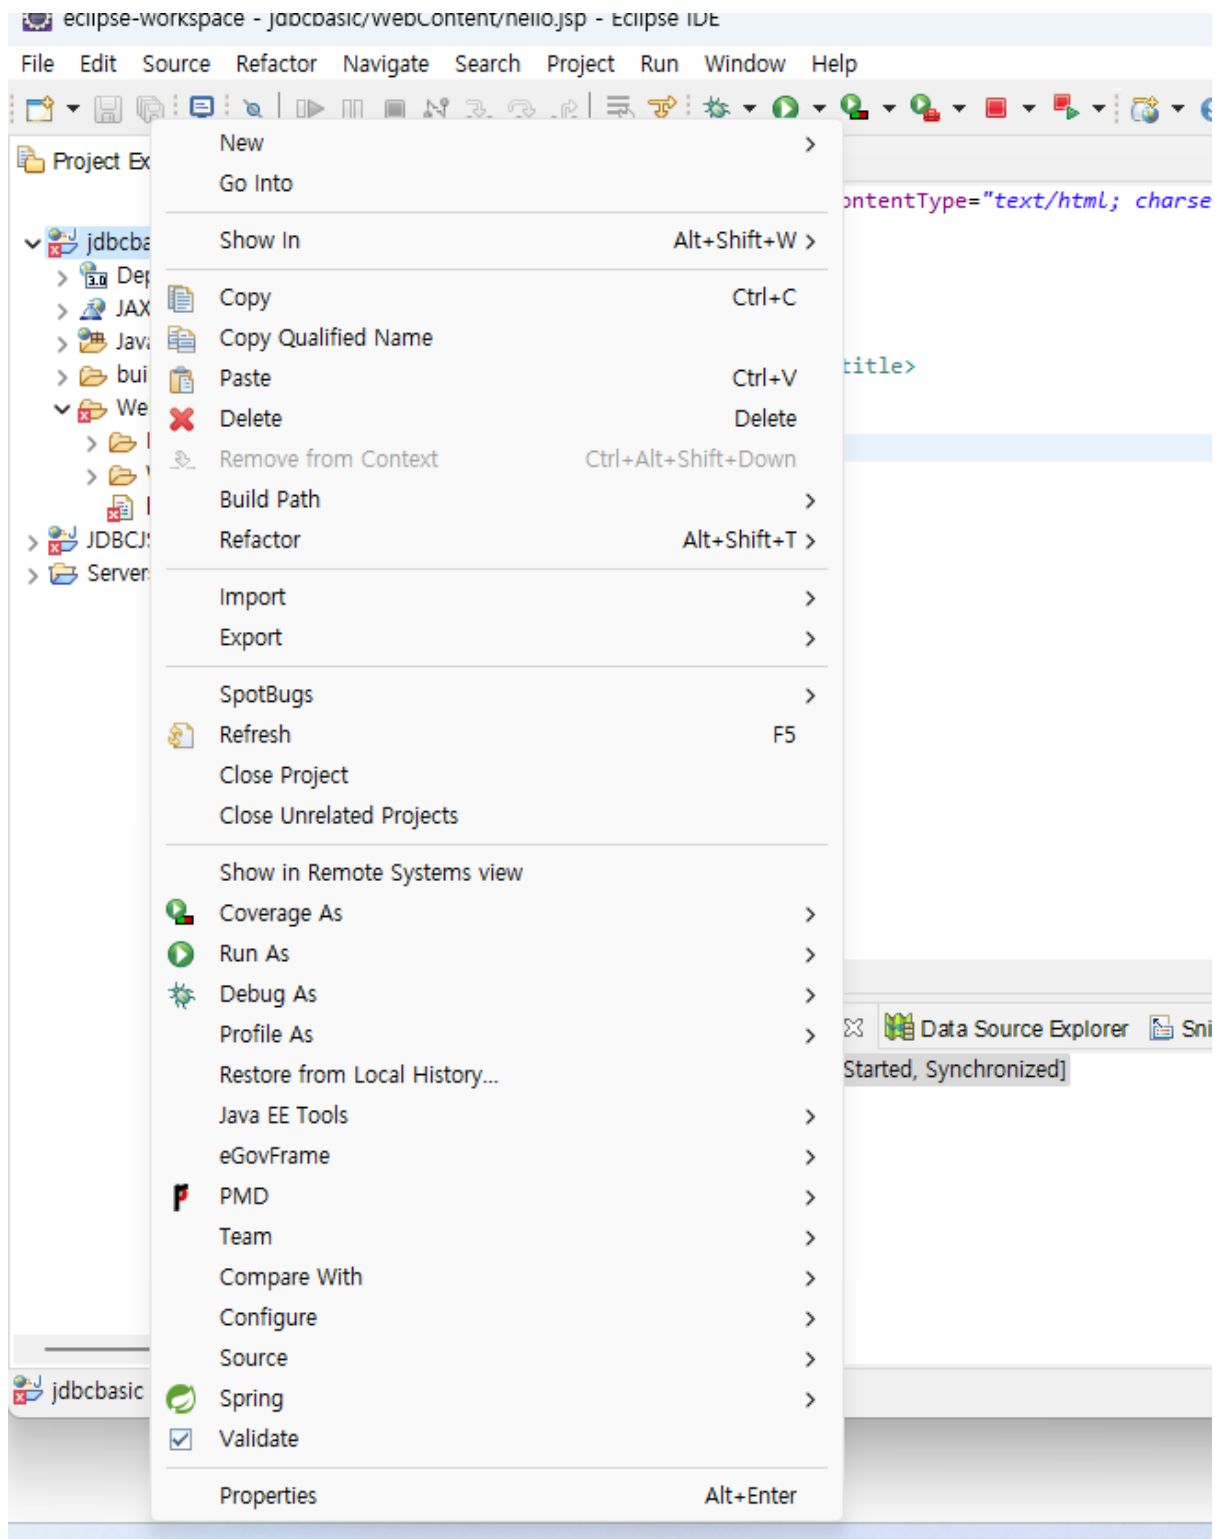 eclipse-workspace - jdbcbasic/WebContent/hello.jsp - Eclipse IDE
File Edit Source Refactor Navigate Search Project Run Window Help
Project Ex
New
Go Into
Show In Alt+Shift+W
Copy Ctrl+C
Copy Qualified Name
Paste Ctrl+V
Delete Delete
Remove from Context Ctrl+Alt+Shift+Down
Build Path
Refactor Alt+Shift+T
Import
Export
SpotBugs
Refresh F5
Close Project
Close Unrelated Projects
Show in Remote Systems view
Coverage As
Run As
Debug As
Profile As
Restore from Local History...
Java EE Tools
eGovFrame
PMD
Team
Compare With
Configure
Source
Spring
Validate
Properties Alt+Enter
jdbcba
3.0 Dep
JAX
Java
bui
We
JDBCJ
Server
ontentType="text/html; charse
title>
Data Source Explorer Sni
Started, Synchronized]
jdbcbasic